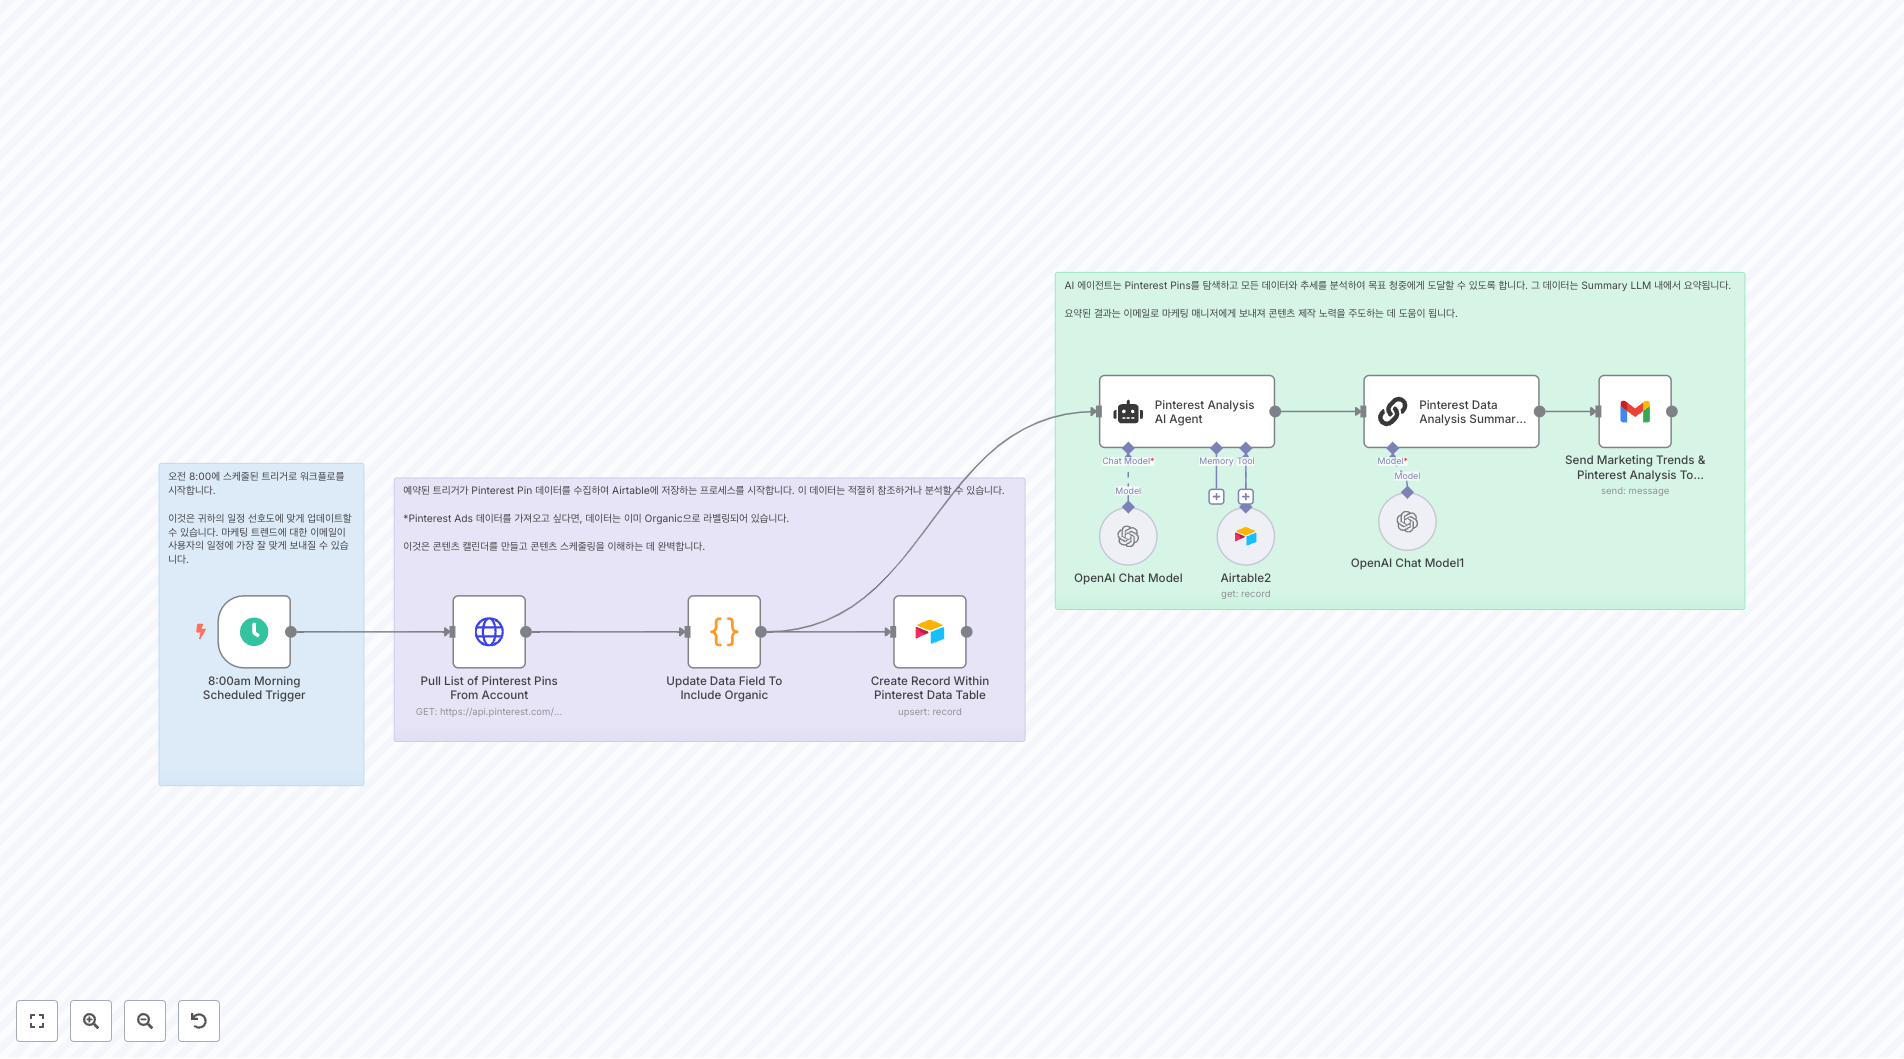 오전 8:00에 스케줄된 트리거로 워크플로를
시작합니다.
이것은 귀하의 일정 선호도에 맞게 업데이트할
수 있습니다. 마케팅 트렌드에 대한 이메일이
사용자의 일정에 가장 잘 맞게 보내질 수 있습
니다.
8:00am Morning
Scheduled Trigger
예약된 트리거가 Pinterest Pin 데이터를 수집하여 Airtable에 저장하는 프로세스를 시작합니다. 이 데이터는 적절히 참조하거나 분석할 수 있습니다.
*Pinterest Ads 데이터를 가져오고 싶다면, 데이터는 이미 Organic으로 라벨링되어 있습니다.
이것은 콘텐츠 캘린더를 만들고 콘텐츠 스케줄링을 이해하는 데 완벽합니다.
Pull List of Pinterest Pins
From Account
GET: https://api.pinterest.com/...
Update Data Field To
Include Organic
Create Record Within
Pinterest Data Table
upsert: record
AI 에이전트는 Pinterest Pins를 탐색하고 모든 데이터와 추세를 분석하여 목표 청중에게 도달할 수 있도록 합니다. 그 데이터는 Summary LLM 내에서 요약됩니다.
요약된 결과는 이메일로 마케팅 매니저에게 보내져 콘텐츠 제작 노력을 주도하는 데 도움이 됩니다.
Pinterest Analysis
AI Agent
Chat Model*
Memory
Tool
Model
OpenAI Chat Model
Airtable2
get: record
Pinterest Data
Analysis Summar...
Model*
Model
OpenAI Chat Model1
Send Marketing Trends &
Pinterest Analysis To...
send: message